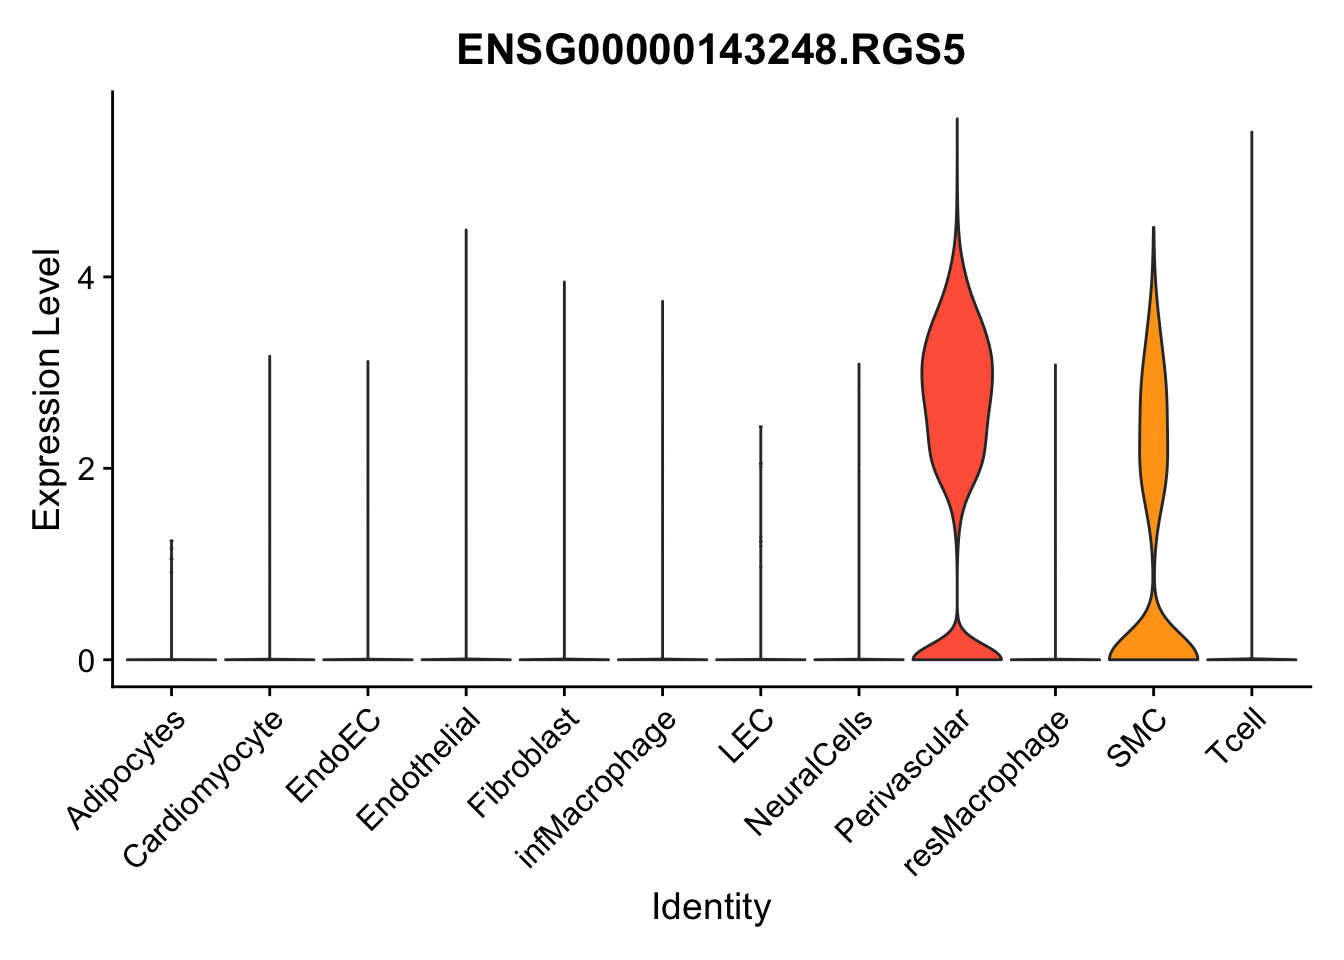 ENSG00000143248.RGS5
Expression Level
4
2
0
Adipocytes
Cardiomyocyte
EndoEC
Endothelial
Fibroblast
infMacrophage
LEC
NeuralCells
Perivascular
resMacrophage
SMC
Tcell
Identity